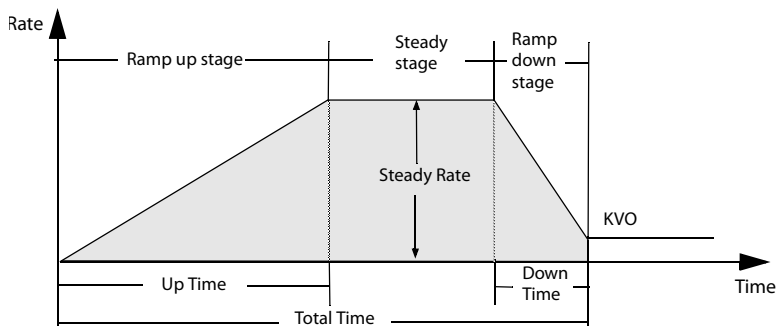 Rate
Ramp up stage
Steady
stage
Ramp
down
stage
Steady Rate
KVO
Up Time
Down
Time
Time
Total Time